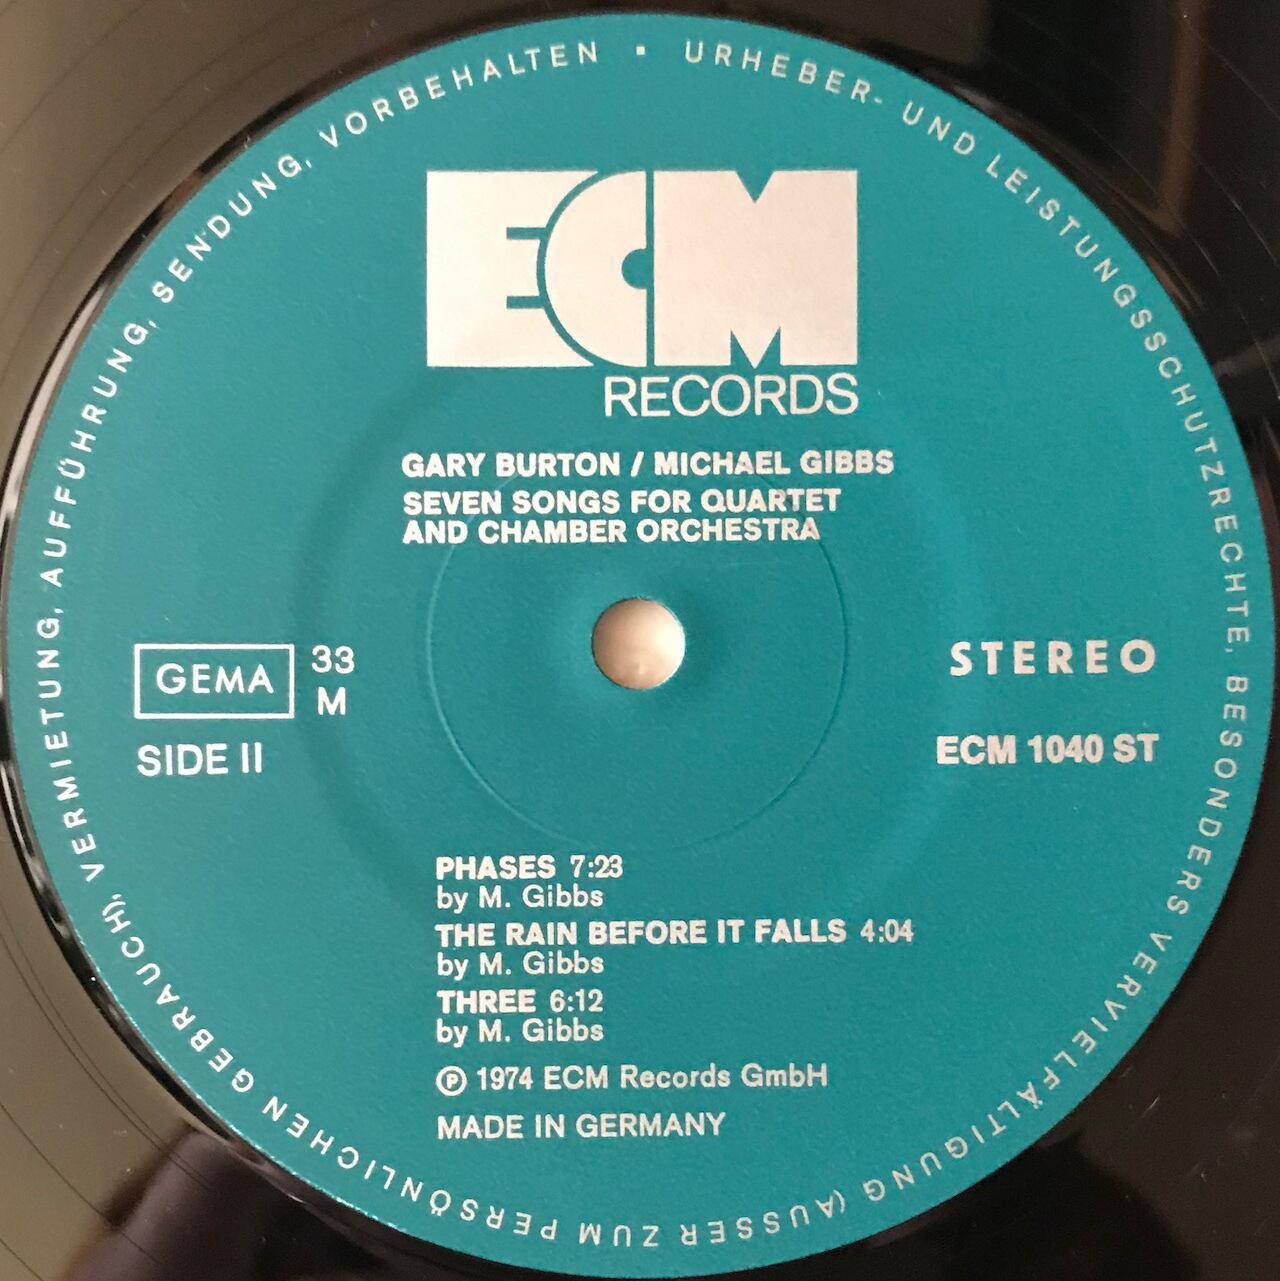 URHEBER- UND LEISTUNGSSCHUTZRECHTE, BESONDERS VERVIELFÄLTIGUNG (AUSSER ZUM PERSÖNLICHEN GEBRAUCH), VERMIETUNG, AUFFÜHRUNG, SENDUNG, VORBEHALTEN ▪
ECM
RECORDS
GARY BURTON / MICHAEL GIBBS
SEVEN SONGS FOR QUARTET
AND CHAMBER ORCHESTRA
GEMA 33
M
STEREO
SIDE II
ECM 1040 ST
PHASES 7:23
by M. Gibbs
THE RAIN BEFORE IT FALLS 4:04
by M. Gibbs
THREE 6:12
by M. Gibbs
℗ 1974 ECM Records GmbH
MADE IN GERMANY